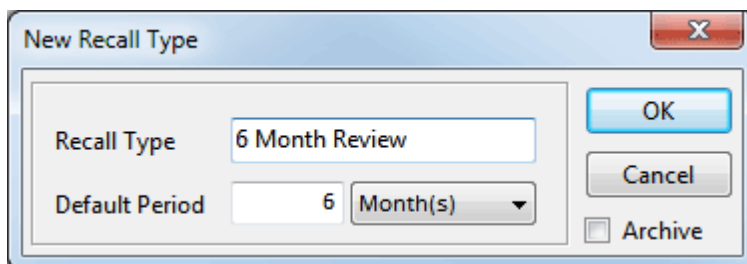 New Recall Type
Recall Type 6 Month Review
Default Period 6 Month(s)
OK
Cancel
Archive